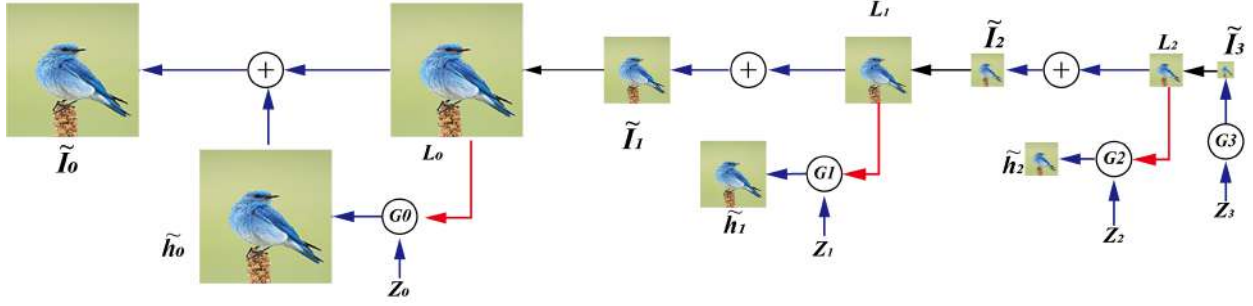 Ĩ₀
h̃₀
L₀
G0
Z₀
Ĩ₁
L₁
h̃₁
G1
Z₁
Ĩ₂
L₂
h̃₂
G2
Z₂
Ĩ₃
G3
Z₃
+
+
+